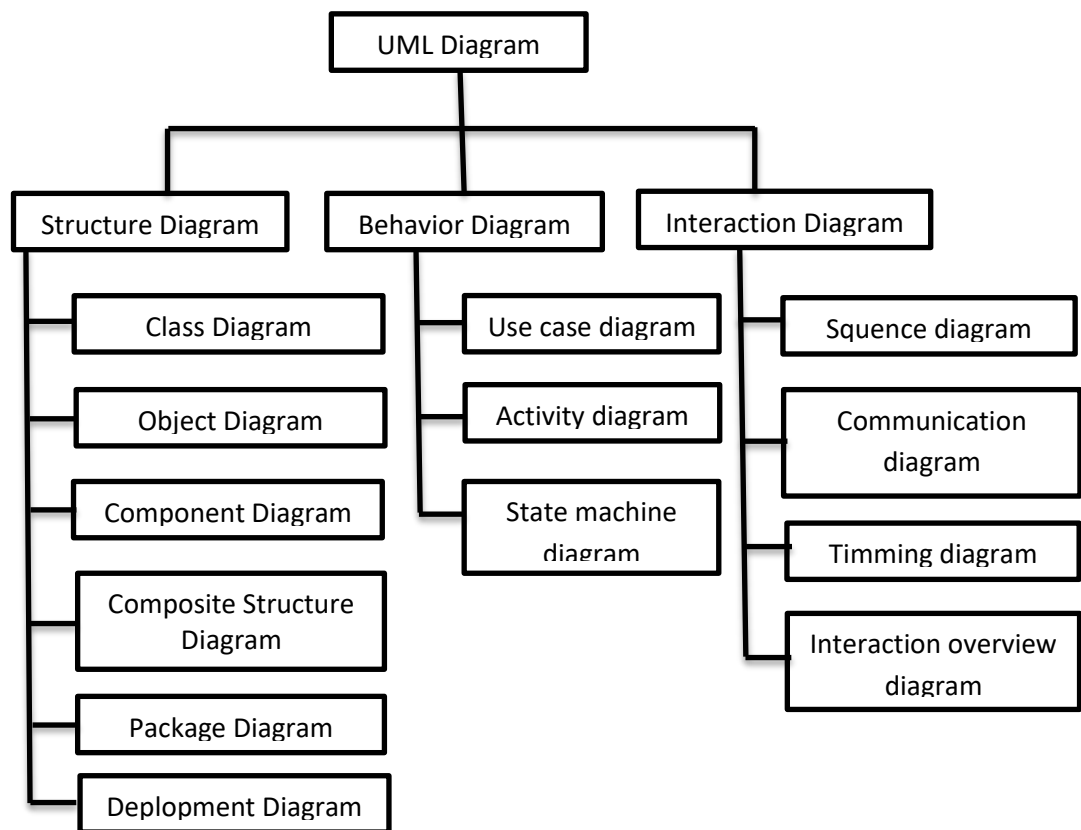 UML Diagram
Structure Diagram
Behavior Diagram
Interaction Diagram
Class Diagram
Object Diagram
Component Diagram
Composite Structure
Diagram
Package Diagram
Deplopment Diagram
Use case diagram
Activity diagram
State machine
diagram
Squence diagram
Communication
diagram
Timming diagram
Interaction overview
diagram